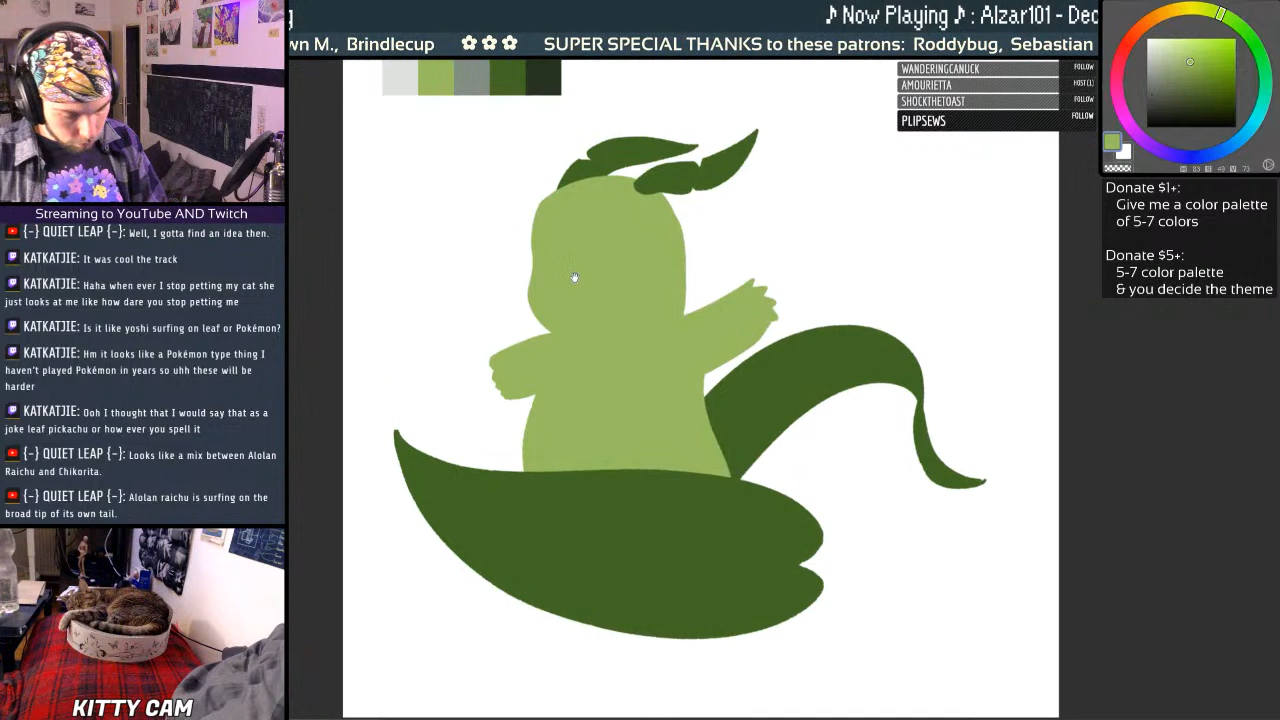 ♪ Now Playing ♪ : Alzar101 - Dec
wn M., Brindlecup ✿ ✿ ✿ SUPER SPECIAL THANKS to these patrons: Roddybug, Sebastian
WANDERINGCANUCK FOLLOW
AMOURIETTA HOST(1)
SHOCKTHETOAST FOLLOW
PLIPSEWS FOLLOW
H 83 S 49 V 73
Donate $1+:
Give me a color palette
of 5-7 colors
Donate $5+:
5-7 color palette
& you decide the theme
Streaming to YouTube AND Twitch
{-} QUIET LEAP {-}: Well, I gotta find an idea then.
KATKATJIE: It was cool the track
KATKATJIE: Haha when ever I stop petting my cat she
just looks at me like how dare you stop petting me
KATKATJIE: Is it like yoshi surfing on leaf or Pokémon?
KATKATJIE: Hm it looks like a Pokémon type thing I
haven't played Pokémon in years so uhh these will be
harder
KATKATJIE: Ooh I thought that I would say that as a
joke leaf pickachu or how ever you spell it
{-} QUIET LEAP {-}: Looks like a mix between Alolan
Raichu and Chikorita.
{-} QUIET LEAP {-}: Alolan raichu is surfing on the
broad tip of its own tail.
KITTY CAM